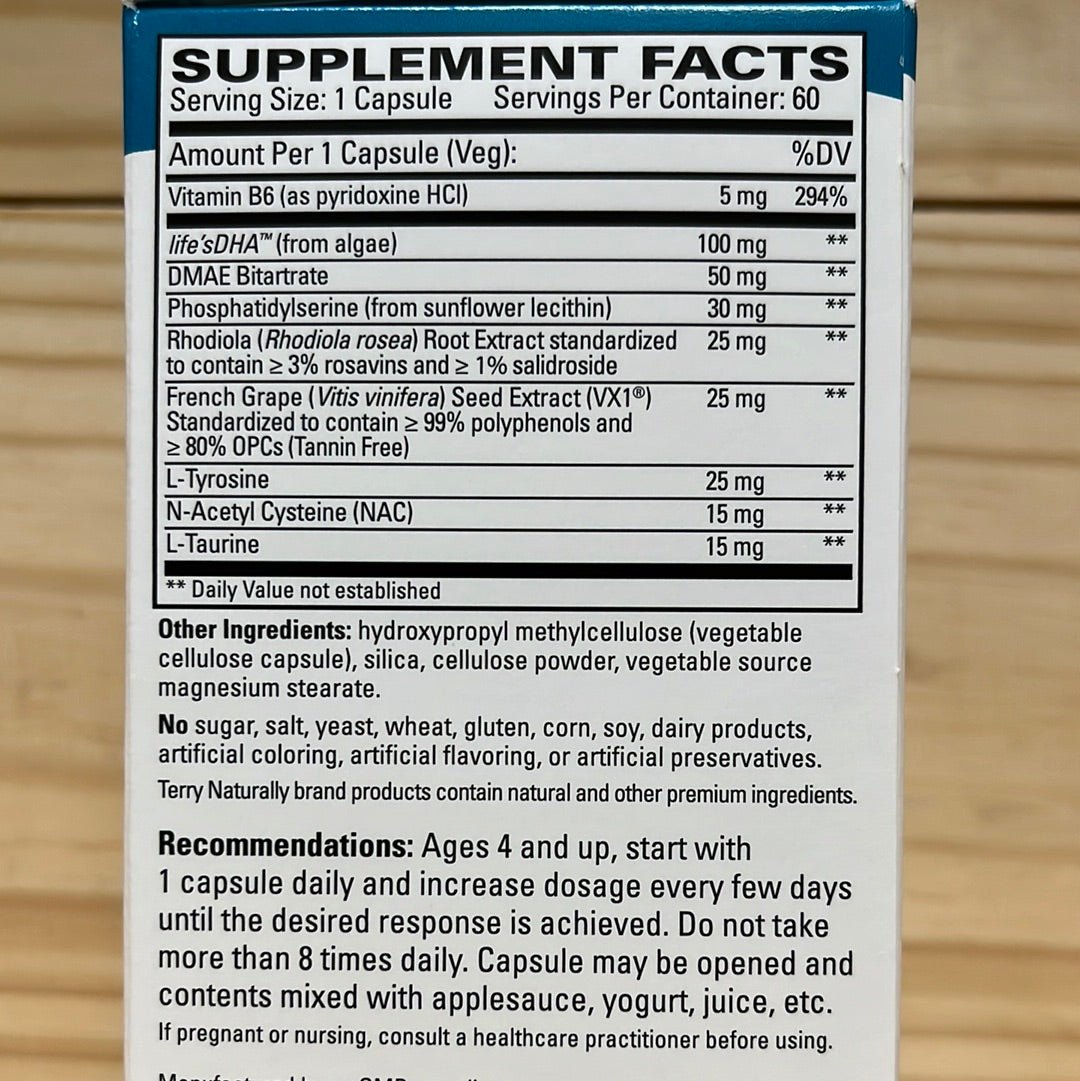 SUPPLEMENT FACTS
Serving Size: 1 Capsule Servings Per Container: 60
Amount Per 1 Capsule (Veg): %DV
Vitamin B6 (as pyridoxine HCl) 5 mg 294%
life'sDHA™ (from algae) 100 mg **
DMAE Bitartrate 50 mg **
Phosphatidylserine (from sunflower lecithin) 30 mg **
Rhodiola (Rhodiola rosea) Root Extract standardized 25 mg **
to contain ≥ 3% rosavins and ≥ 1% salidroside
French Grape (Vitis vinifera) Seed Extract (VX1®) 25 mg **
Standardized to contain ≥ 99% polyphenols and
≥ 80% OPCs (Tannin Free)
L-Tyrosine 25 mg **
N-Acetyl Cysteine (NAC) 15 mg **
L-Taurine 15 mg **
** Daily Value not established
Other Ingredients: hydroxypropyl methylcellulose (vegetable
cellulose capsule), silica, cellulose powder, vegetable source
magnesium stearate.
No sugar, salt, yeast, wheat, gluten, corn, soy, dairy products,
artificial coloring, artificial flavoring, or artificial preservatives.
Terry Naturally brand products contain natural and other premium ingredients.
Recommendations: Ages 4 and up, start with
1 capsule daily and increase dosage every few days
until the desired response is achieved. Do not take
more than 8 times daily. Capsule may be opened and
contents mixed with applesauce, yogurt, juice, etc.
If pregnant or nursing, consult a healthcare practitioner before using.